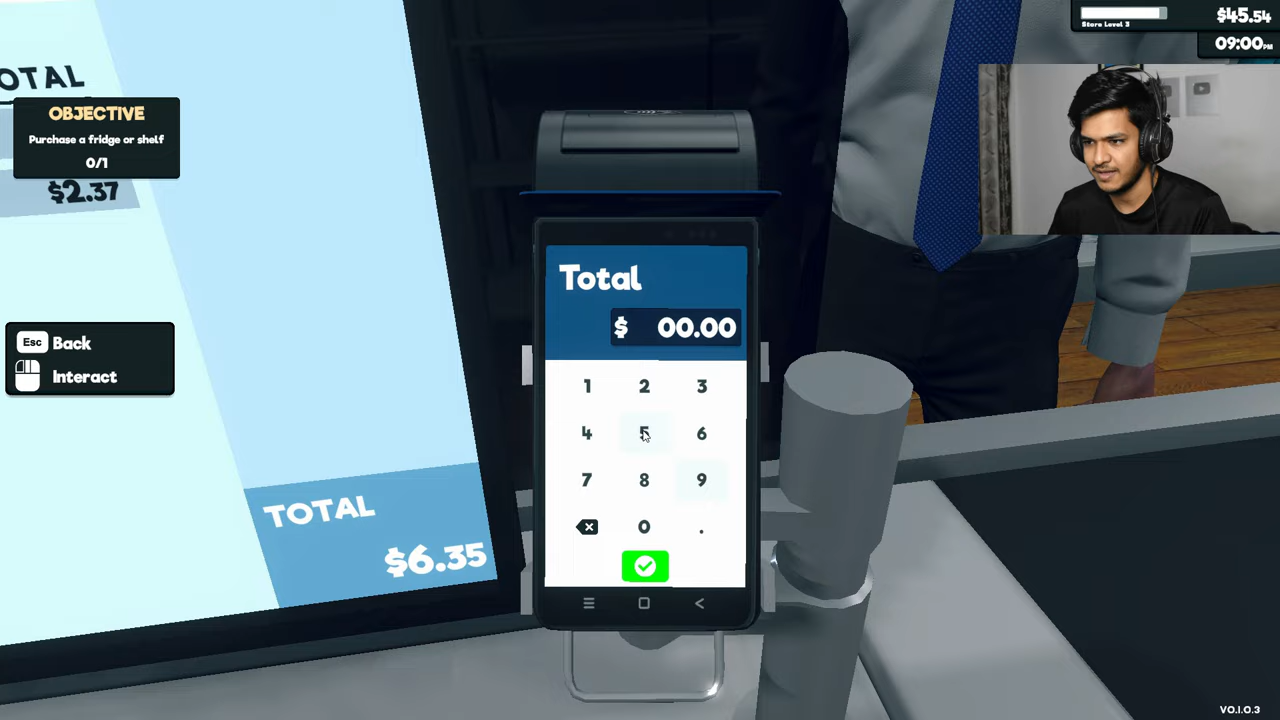 $45.54
Store Level 3
09:00PM
OTAL
OBJECTIVE
Purchase a fridge or shelf
0/1
$2.37
Esc Back
Interact
Total
$ 00.00
1 2 3
4 5 6
7 8 9
0 .
TOTAL
$6.35
V0.1.0.3